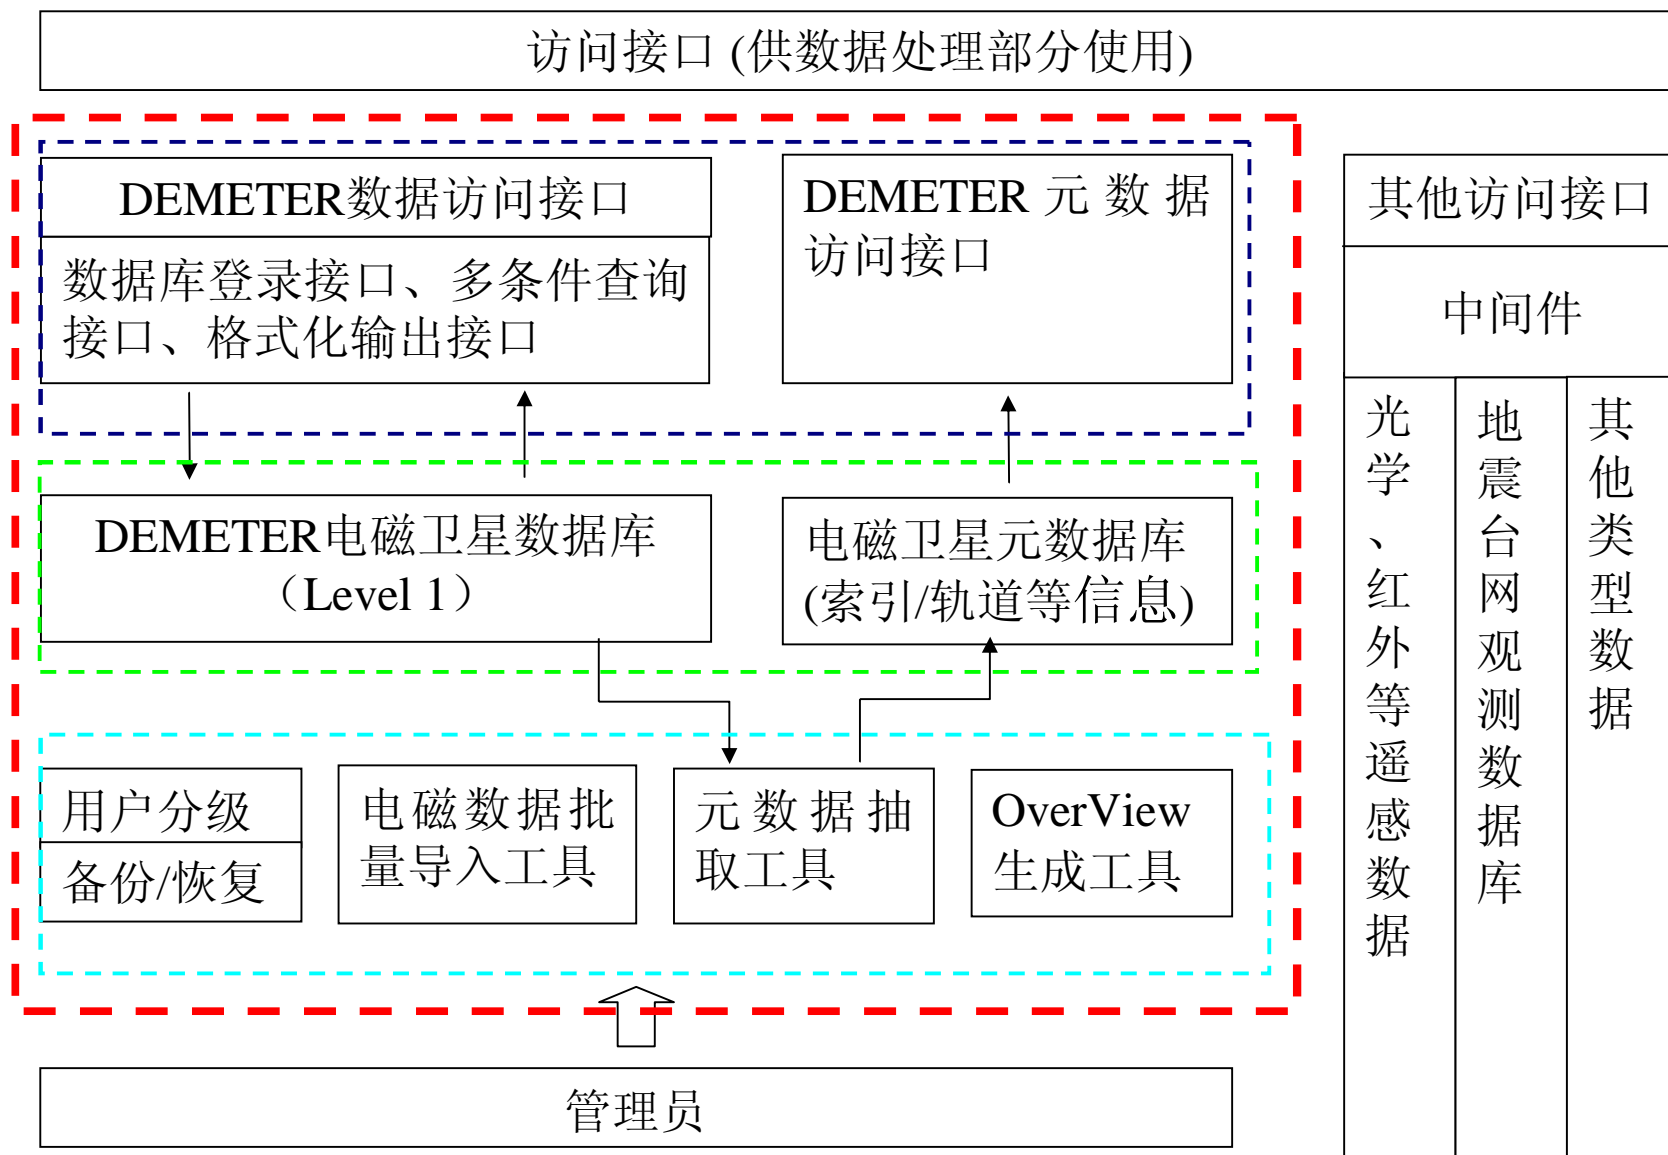 访问接口 (供数据处理部分使用)
DEMETER数据访问接口
数据库登录接口、多条件查询
接口、格式化输出接口
DEMETER 元 数 据
访问接口
DEMETER电磁卫星数据库
（Level 1）
电磁卫星元数据库
(索引/轨道等信息)
用户分级
备份/恢复
电磁数据批
量导入工具
元数据抽
取工具
OverView
生成工具
管理员
其他访问接口
中间件
光学、红外等遥感数据
地震台网观测数据库
其他类型数据